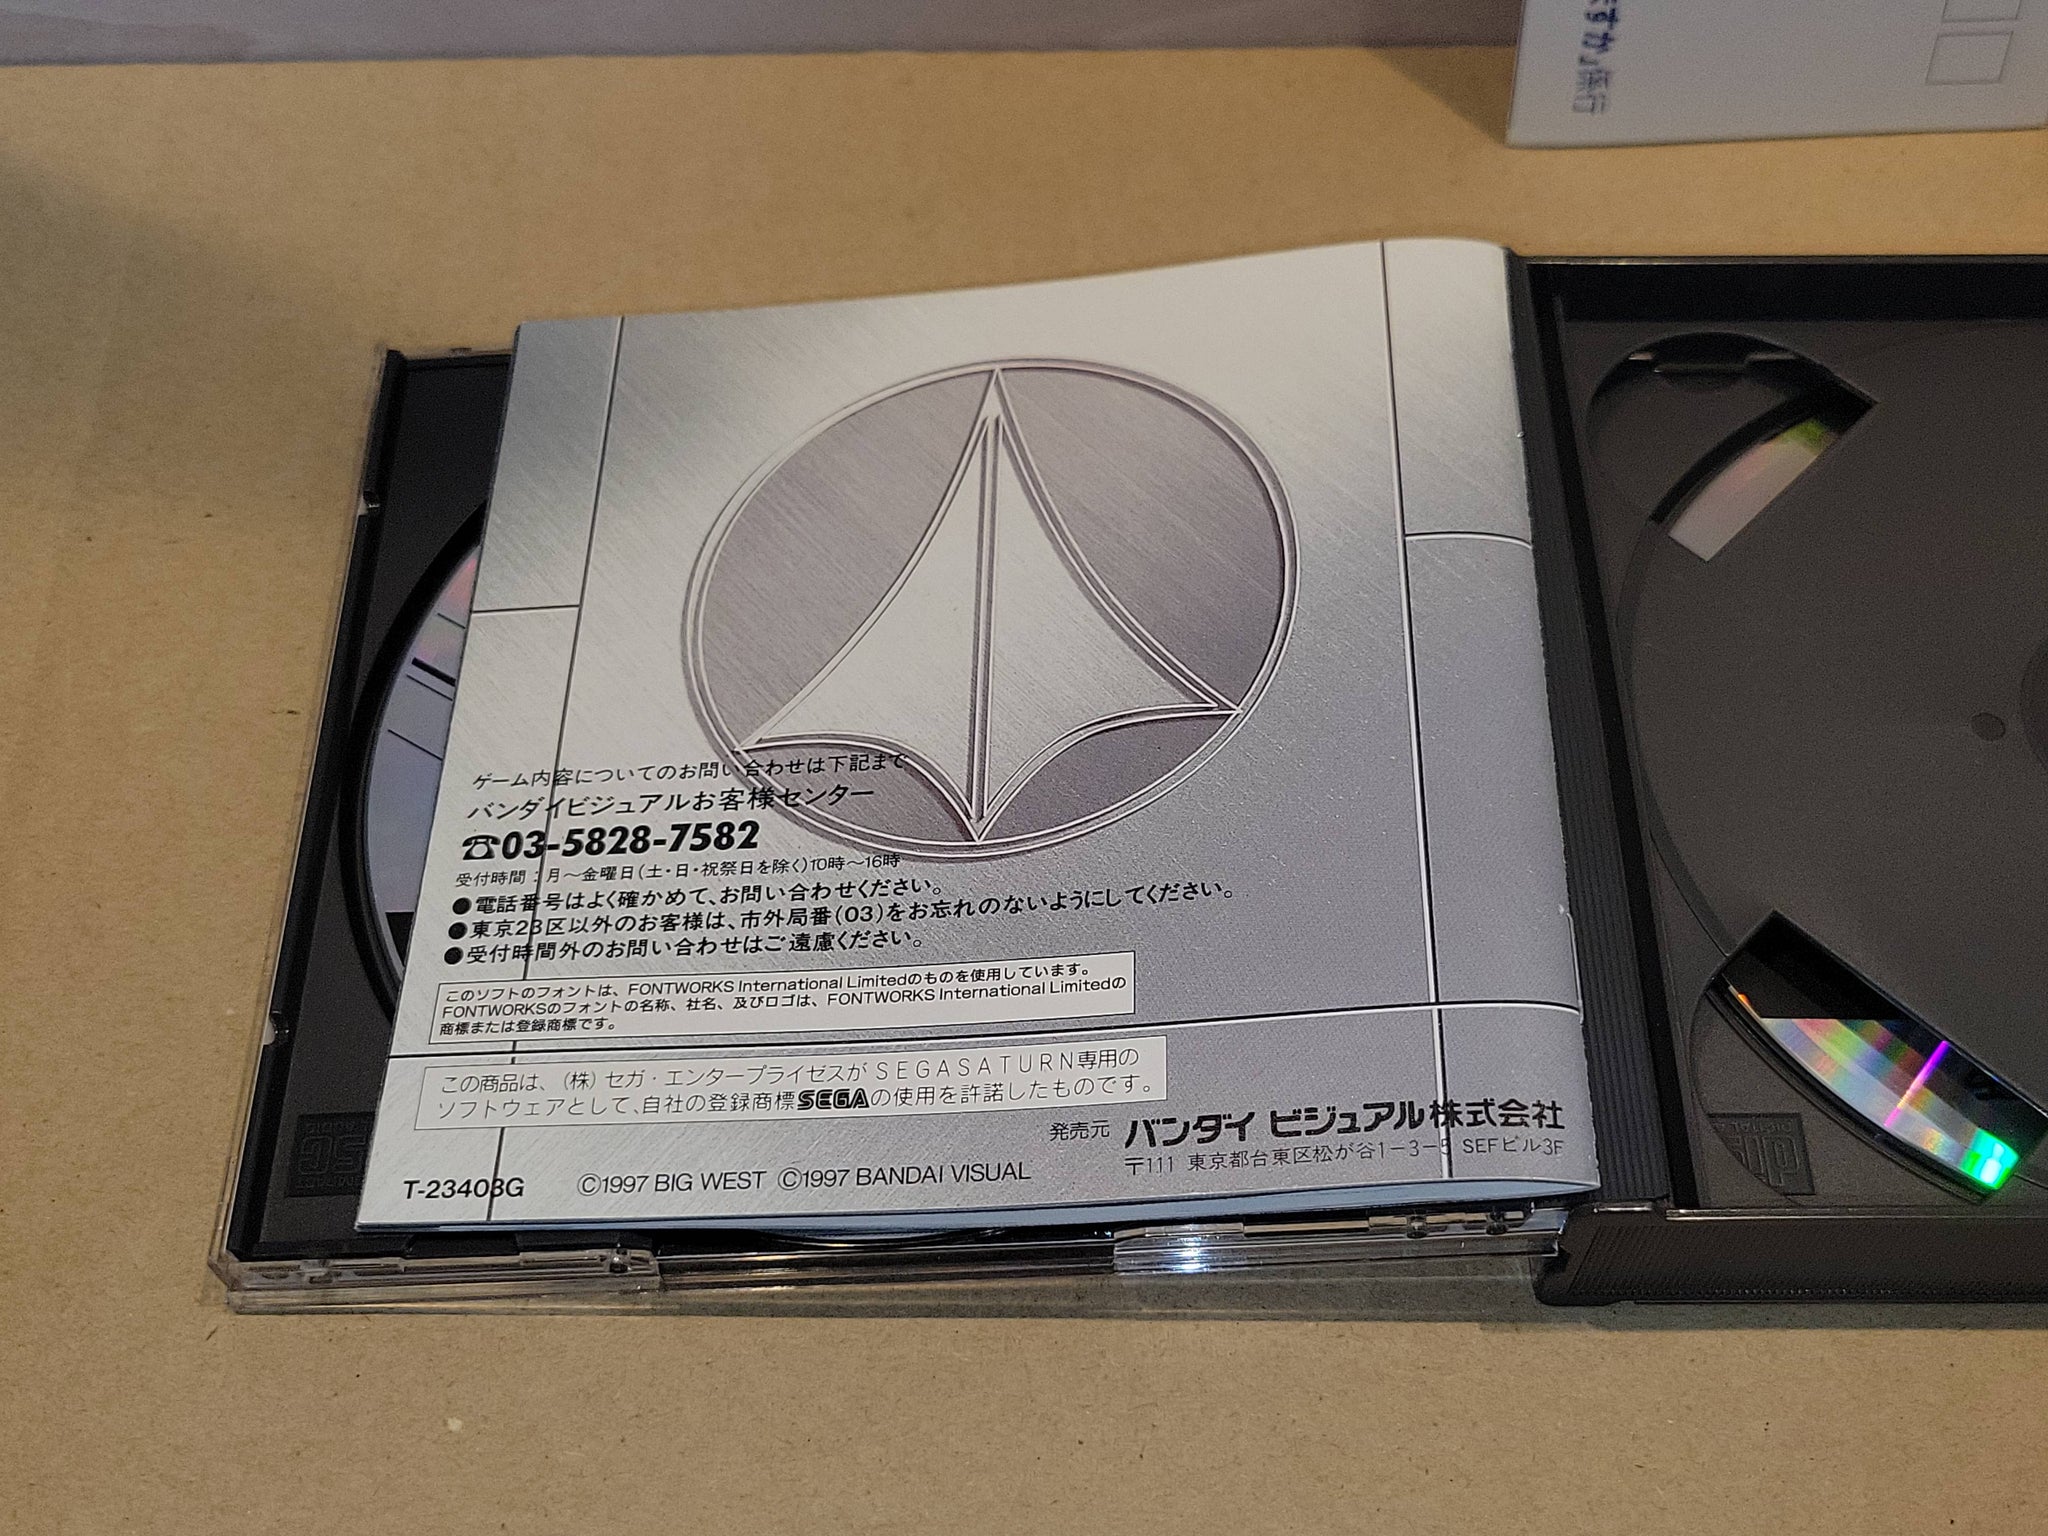 ますか」係行
ゲーム内容についてのお問い合わせは下記まで
バンダイビジュアルお客様センター
☎03-5828-7582
受付時間：月〜金曜日(土・日・祝祭日を除く)10時〜16時
●電話番号はよく確かめて、お問い合わせください。
●東京23区以外のお客様は、市外局番(03)をお忘れのないようにしてください。
●受付時間外のお問い合わせはご遠慮ください。
このソフトのフォントは、FONTWORKS International Limitedのものを使用しています。
FONTWORKSのフォントの名称、社名、及びロゴは、FONTWORKS International Limitedの
商標または登録商標です。
この商品は、(株)セガ・エンタープライゼスがSEGASATURN専用の
ソフトウェアとして、自社の登録商標SEGAの使用を許諾したものです。
発売元 バンダイ ビジュアル株式会社
〒111 東京都台東区松が谷1-3-5 SEFビル3F
T-23403G ©1997 BIG WEST ©1997 BANDAI VISUAL